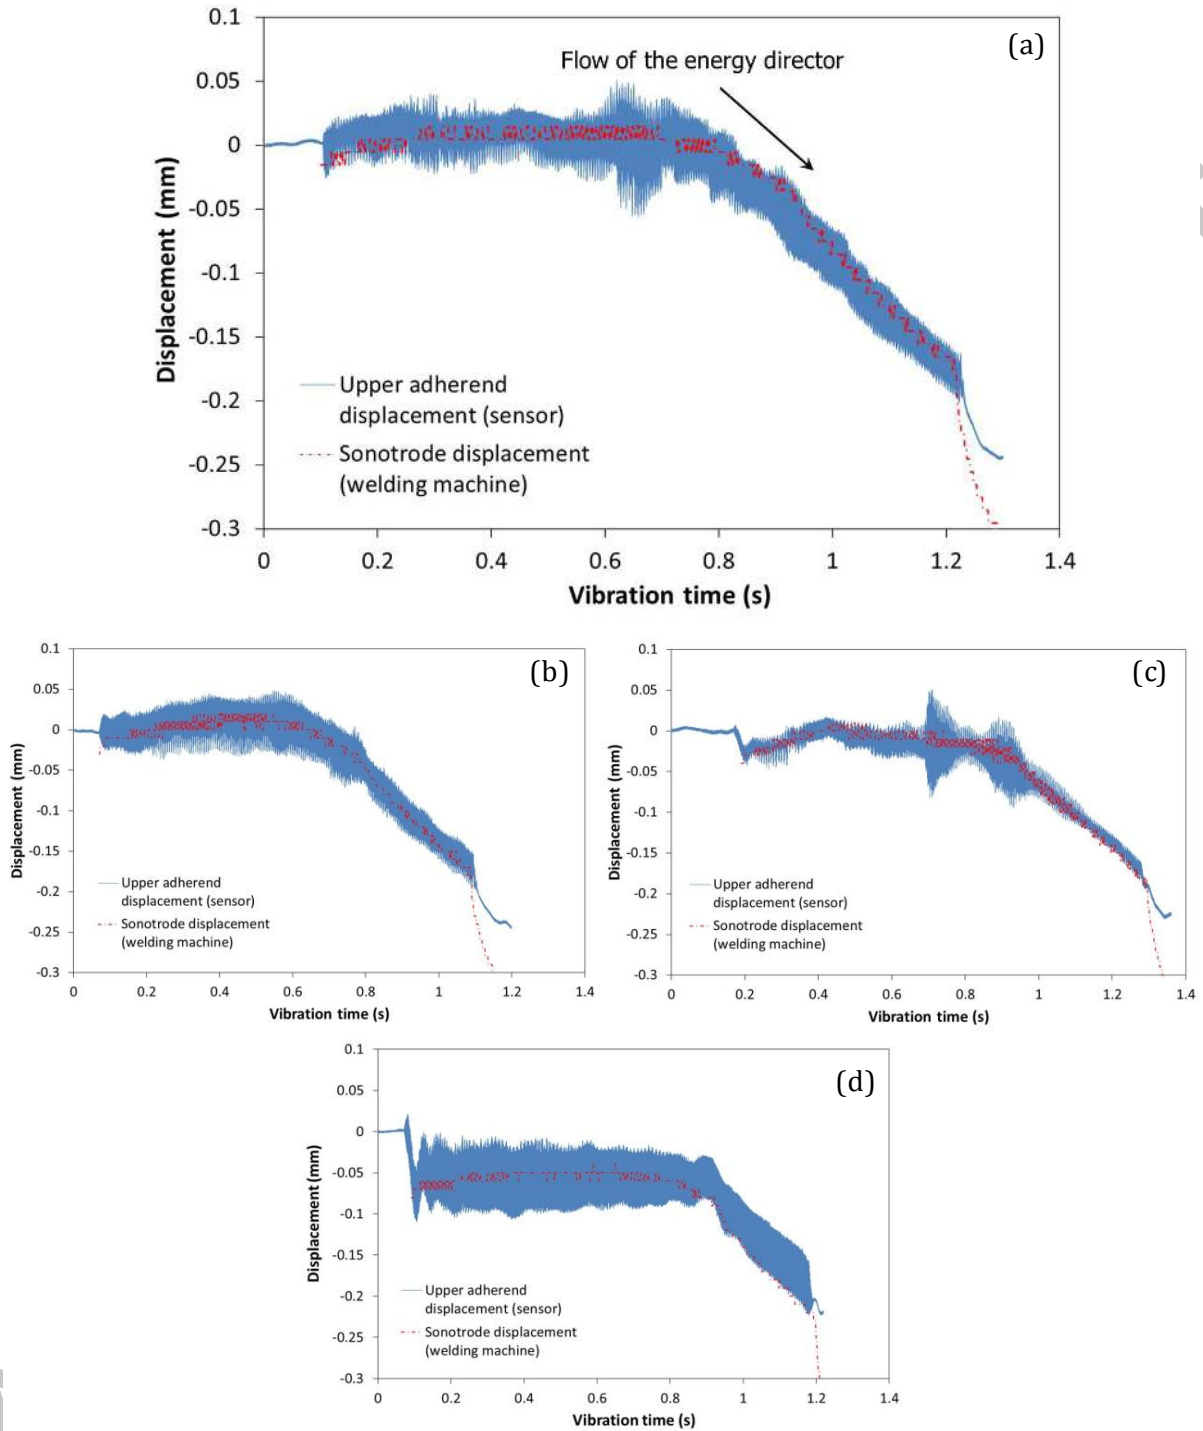 (a)
Flow of the energy director
0.1
0.05
0
-0.05
-0.1
-0.15
-0.2
-0.25
-0.3
Displacement (mm)
Upper adherend
displacement (sensor)
Sonotrode displacement
(welding machine)
0 0.2 0.4 0.6 0.8 1 1.2 1.4
Vibration time (s)
(b)
0.1
0.05
0
-0.05
-0.1
-0.15
-0.2
-0.25
-0.3
Displacement (mm)
Upper adherend
displacement (sensor)
Sonotrode displacement
(welding machine)
0 0.2 0.4 0.6 0.8 1 1.2 1.4
Vibration time (s)
(c)
0.1
0.05
0
-0.05
-0.1
-0.15
-0.2
-0.25
-0.3
Displacement (mm)
Upper adherend
displacement (sensor)
Sonotrode displacement
(welding machine)
0 0.2 0.4 0.6 0.8 1 1.2 1.4
Vibration time (s)
(d)
0.1
0.05
0
-0.05
-0.1
-0.15
-0.2
-0.25
-0.3
Displacement (mm)
Upper adherend
displacement (sensor)
Sonotrode displacement
(welding machine)
0 0.2 0.4 0.6 0.8 1 1.2 1.4
Vibration time (s)